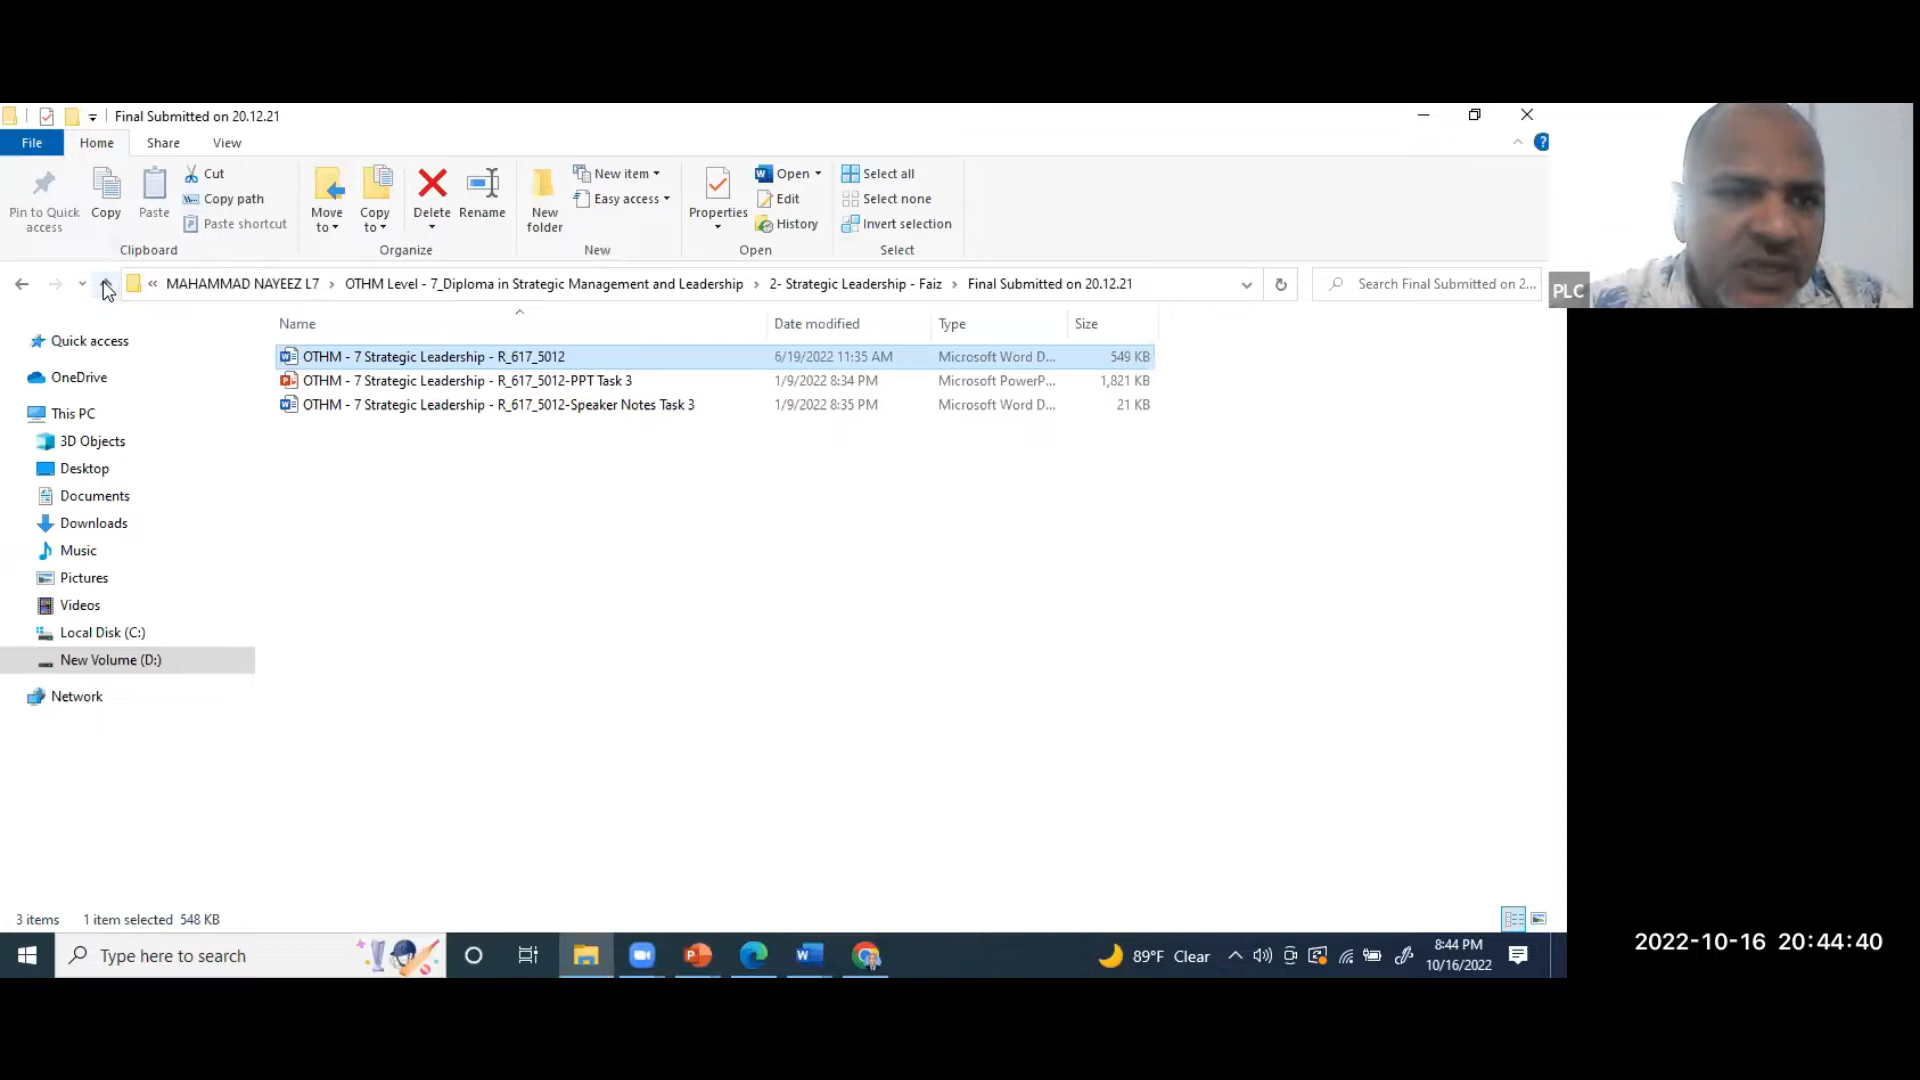 Final Submitted on 20.12.21
File Home Share View
Pin to Quick access
Copy
Paste
Cut
Copy path
Paste shortcut
Clipboard
Move to
Copy to
Delete
Rename
Organize
New folder
New item
Easy access
New
Properties
Open
Edit
History
Open
Select all
Select none
Invert selection
Select
« MAHAMMAD NAYEEZ L7 › OTHM Level - 7_Diploma in Strategic Management and Leadership › 2- Strategic Leadership - Faiz › Final Submitted on 20.12.21
Search Final Submitted on 2...
PLC
Name Date modified Type Size
OTHM - 7 Strategic Leadership - R_617_5012 6/19/2022 11:35 AM Microsoft Word D... 549 KB
OTHM - 7 Strategic Leadership - R_617_5012-PPT Task 3 1/9/2022 8:34 PM Microsoft PowerP... 1,821 KB
OTHM - 7 Strategic Leadership - R_617_5012-Speaker Notes Task 3 1/9/2022 8:35 PM Microsoft Word D... 21 KB
Quick access
OneDrive
This PC
3D Objects
Desktop
Documents
Downloads
Music
Pictures
Videos
Local Disk (C:)
New Volume (D:)
Network
3 items 1 item selected 548 KB
Type here to search
89°F Clear
8:44 PM
10/16/2022
2022-10-16 20:44:40